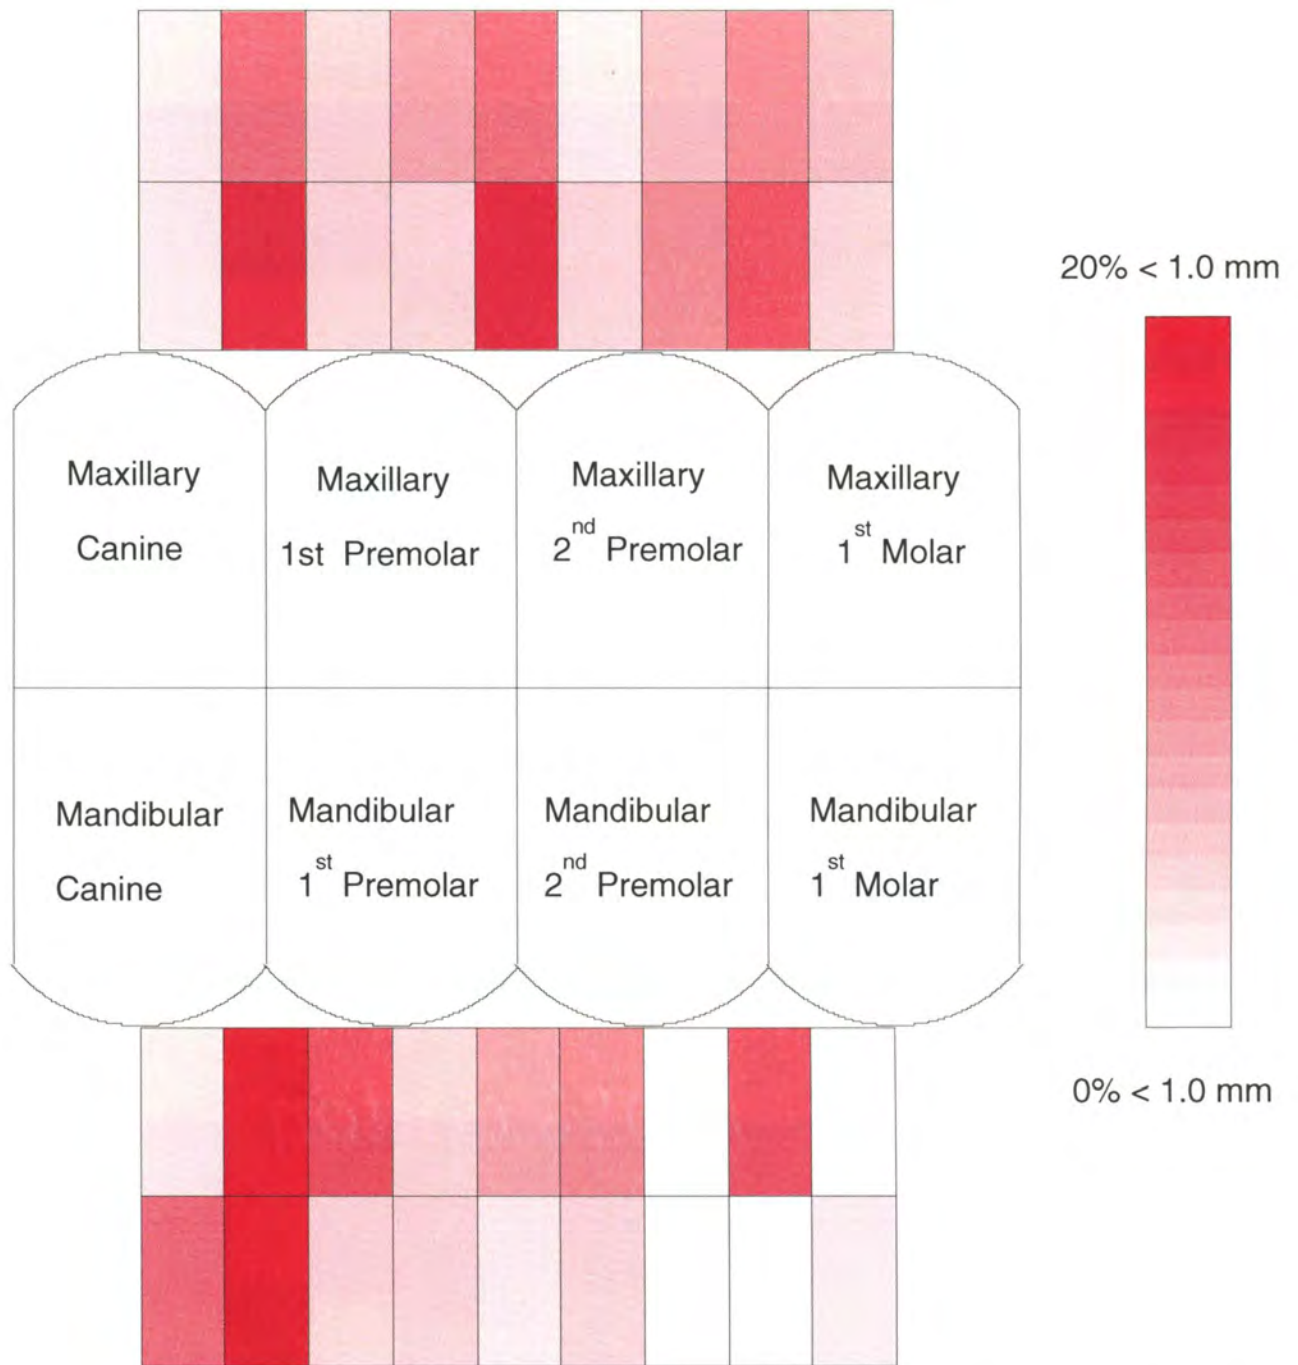 20% < 1.0 mm
Maxillary
Canine
Maxillary
1st Premolar
Maxillary
2nd Premolar
Maxillary
1st Molar
Mandibular
Canine
Mandibular
1st Premolar
Mandibular
2nd Premolar
Mandibular
1st Molar
0% < 1.0 mm